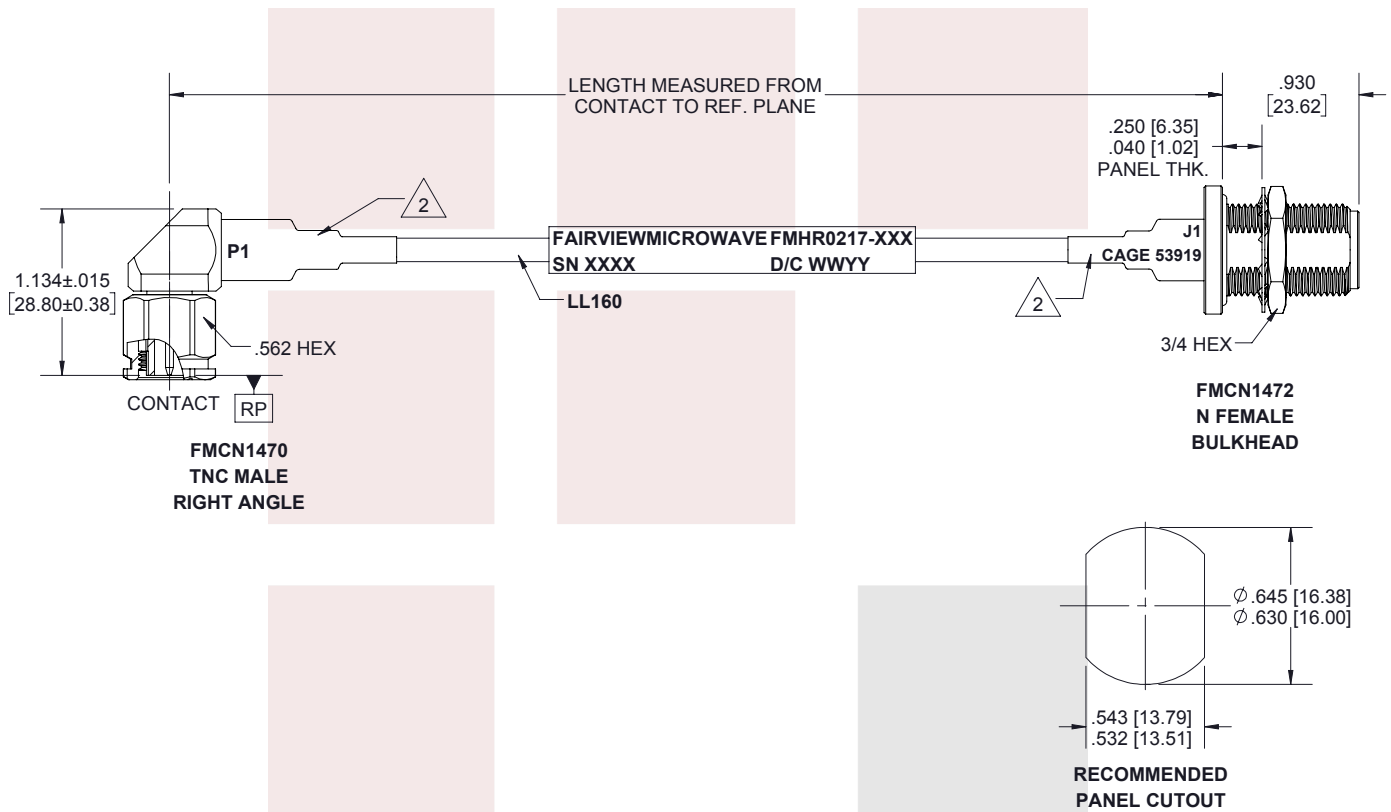 LENGTH MEASURED FROM
CONTACT TO REF. PLANE
.930
[23.62]
.250 [6.35]
.040 [1.02]
PANEL THK.
2
P1
FAIRVIEWMICROWAVE FMHR0217-XXX
SN XXXX D/C WWYY
J1
CAGE 53919
1.134±.015
[28.80±0.38]
LL160
2
.562 HEX
3/4 HEX
CONTACT
RP
FMCN1470
TNC MALE
RIGHT ANGLE
FMCN1472
N FEMALE
BULKHEAD
Ø .645 [16.38]
Ø .630 [16.00]
.543 [13.79]
.532 [13.51]
RECOMMENDED
PANEL CUTOUT